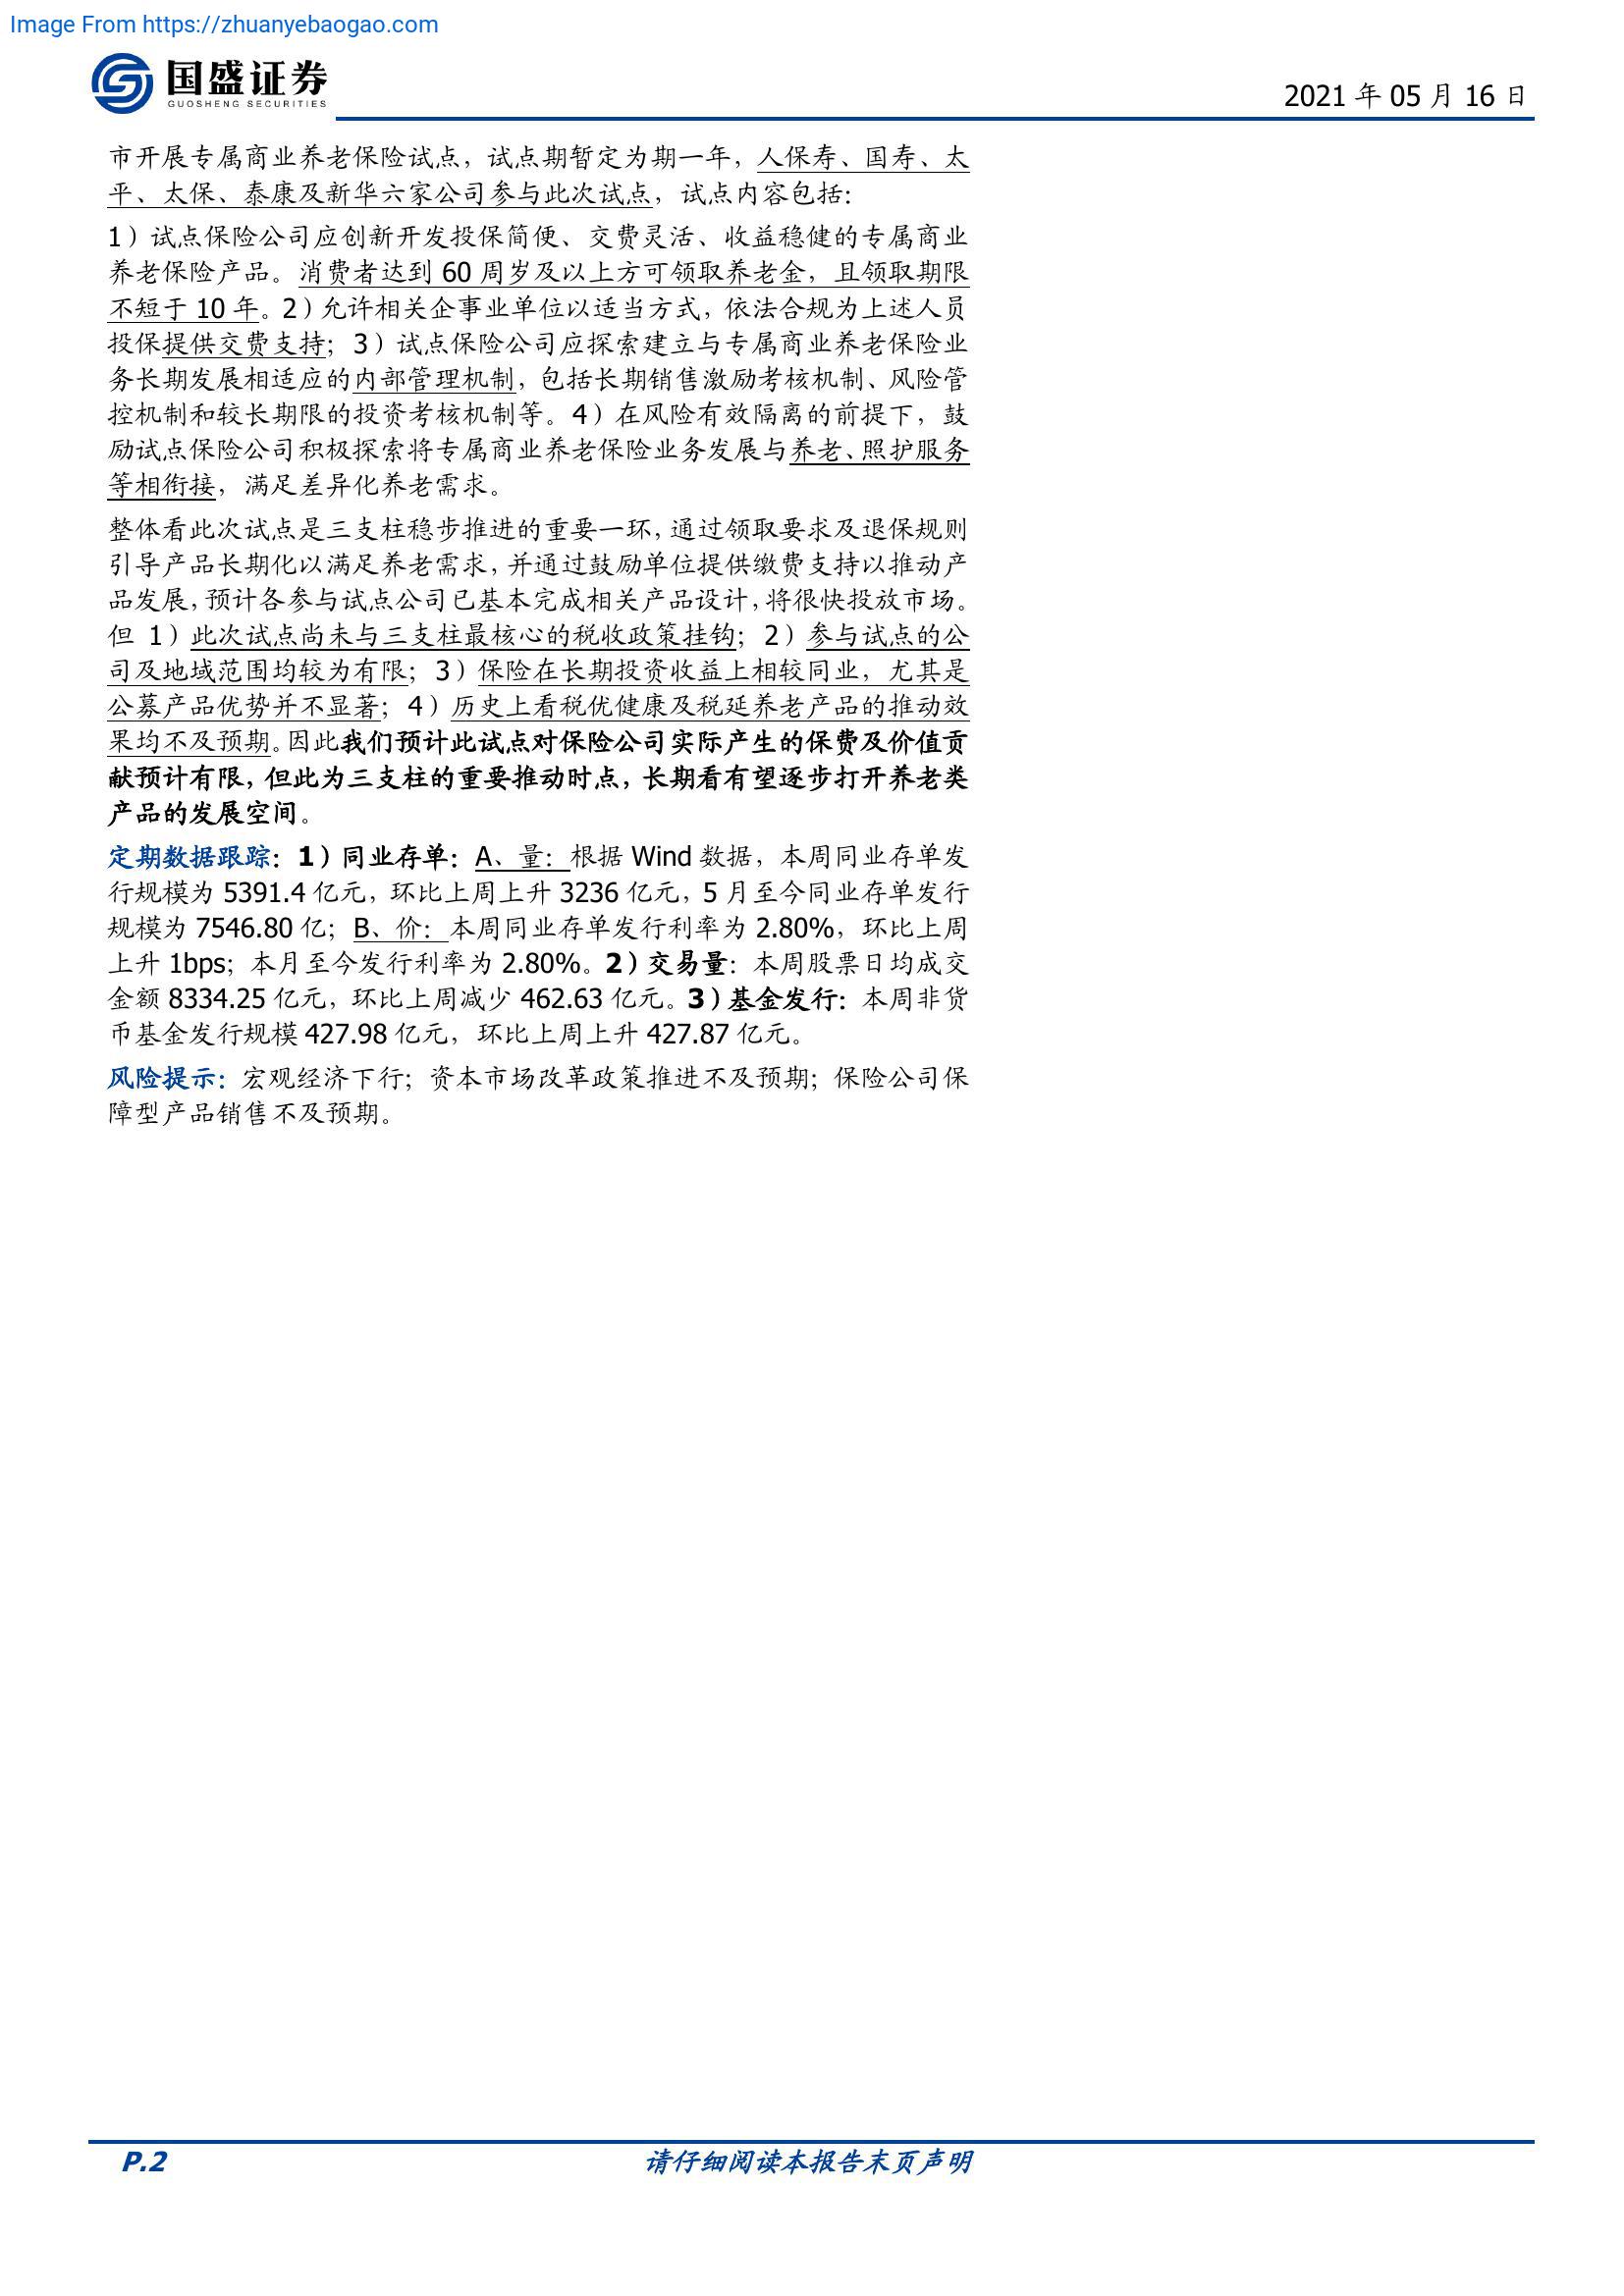 Image From https://zhuanyebaogao.com
国盛证券
GUOSHENG SECURITIES
2021 年 05 月 16 日
市开展专属商业养老保险试点，试点期暂定为期一年，人保寿、国寿、太
平、太保、泰康及新华六家公司参与此次试点，试点内容包括：
1）试点保险公司应创新开发投保简便、交费灵活、收益稳健的专属商业
养老保险产品。消费者达到 60 周岁及以上方可领取养老金，且领取期限
不短于 10 年。2）允许相关企事业单位以适当方式，依法合规为上述人员
投保提供交费支持；3）试点保险公司应探索建立与专属商业养老保险业
务长期发展相适应的内部管理机制，包括长期销售激励考核机制、风险管
控机制和较长期限的投资考核机制等。4）在风险有效隔离的前提下，鼓
励试点保险公司积极探索将专属商业养老保险业务发展与养老、照护服务
等相衔接，满足差异化养老需求。
整体看此次试点是三支柱稳步推进的重要一环，通过领取要求及退保规则
引导产品长期化以满足养老需求，并通过鼓励单位提供缴费支持以推动产
品发展，预计各参与试点公司已基本完成相关产品设计，将很快投放市场。
但 1）此次试点尚未与三支柱最核心的税收政策挂钩；2）参与试点的公
司及地域范围均较为有限；3）保险在长期投资收益上相较同业，尤其是
公募产品优势并不显著；4）历史上看税优健康及税延养老产品的推动效
果均不及预期。因此我们预计此试点对保险公司实际产生的保费及价值贡
献预计有限，但此为三支柱的重要推动时点，长期看有望逐步打开养老类
产品的发展空间。
定期数据跟踪：1）同业存单：A、量：根据 Wind 数据，本周同业存单发
行规模为 5391.4 亿元，环比上周上升 3236 亿元，5 月至今同业存单发行
规模为 7546.80 亿；B、价：本周同业存单发行利率为 2.80%，环比上周
上升 1bps；本月至今发行利率为 2.80%。2）交易量：本周股票日均成交
金额 8334.25 亿元，环比上周减少 462.63 亿元。3）基金发行：本周非货
币基金发行规模 427.98 亿元，环比上周上升 427.87 亿元。
风险提示：宏观经济下行；资本市场改革政策推进不及预期；保险公司保
障型产品销售不及预期。
P.2
请仔细阅读本报告末页声明